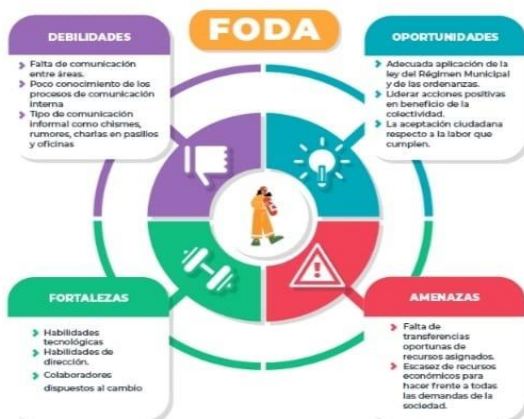 FODA
DEBILIDADES
Falta de comunicación
entre áreas.
Poco conocimiento de los
procesos de comunicación
interna
Tipo de comunicación
informal como chismes,
rumores, charlas en pasillos
y oficinas
OPORTUNIDADES
Adecuada aplicación de la
ley del Régimen Municipal
y de las ordenanzas.
Liderar acciones positivas
en beneficio de la
colectividad.
La aceptación ciudadana
respecto a la labor que
cumplen.
FORTALEZAS
Habilidades
tecnológicas
Habilidades de
dirección.
Colaboradores
dispuestos al cambio
AMENAZAS
Falta de
transferencias
oportunas de
recursos asignados.
Escasez de recursos
económicos para
hacer frente a todas
las demandas de la
sociedad.